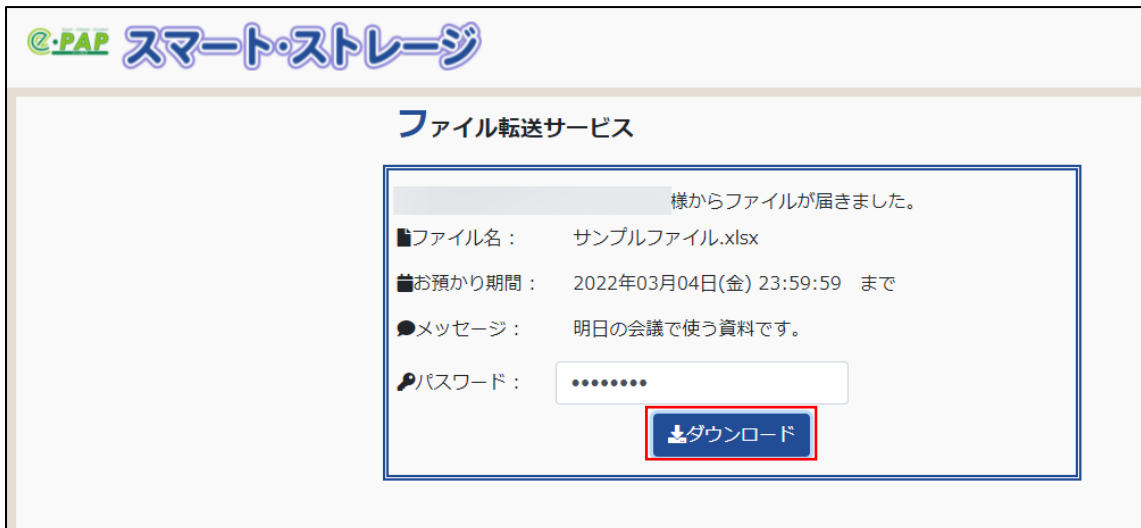 e-PAP スマート・ストレージ
ファイル転送サービス
様からファイルが届きました。
ファイル名： サンプルファイル.xlsx
お預かり期間： 2022年03月04日(金) 23:59:59 まで
メッセージ： 明日の会議で使う資料です。
パスワード： ••••••••
ダウンロード